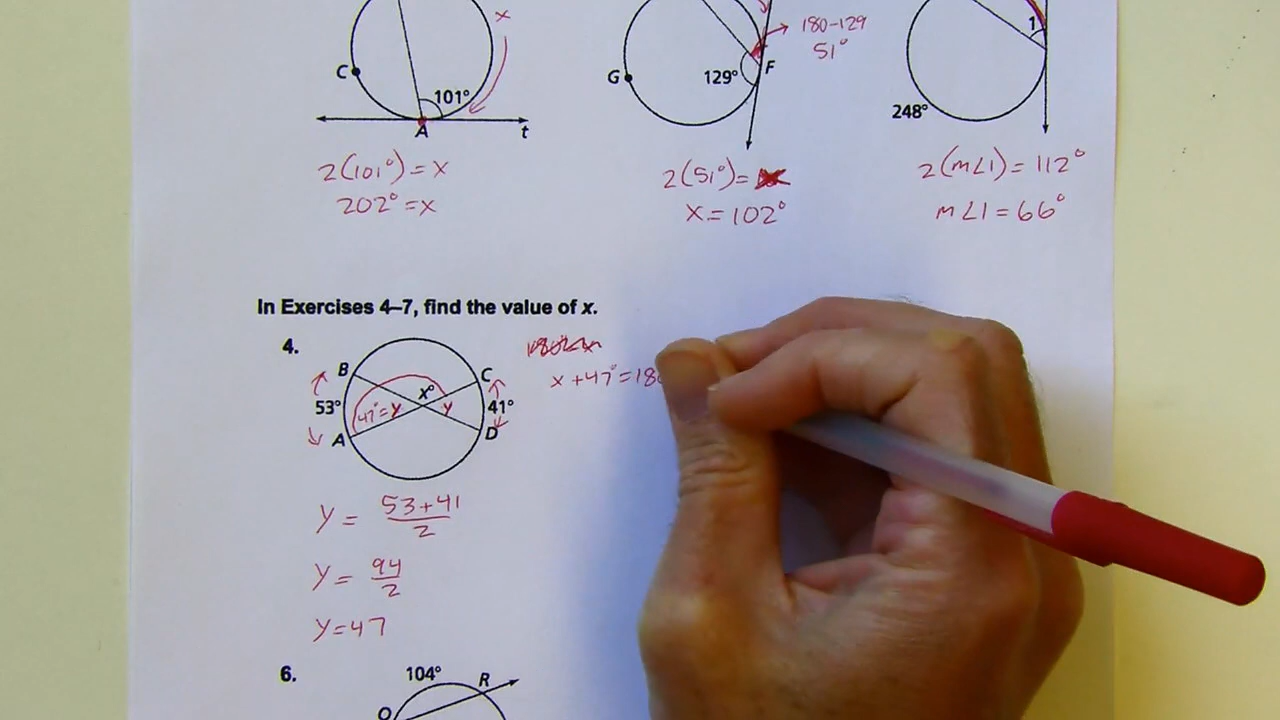 x
C
101°
A
t
2(101°) = x
202° = x
180-129
51°
G
129°
F
2(51°) =
x = 102°
1
248°
2(m∠1) = 112°
m∠1 = 66°
In Exercises 4–7, find the value of x.
4.
B
C
53°
x°
47° = y
y
41°
A
D
x + 47° = 18
y = 53+41
2
y = 94
2
y = 47
6.
104°
R
Q